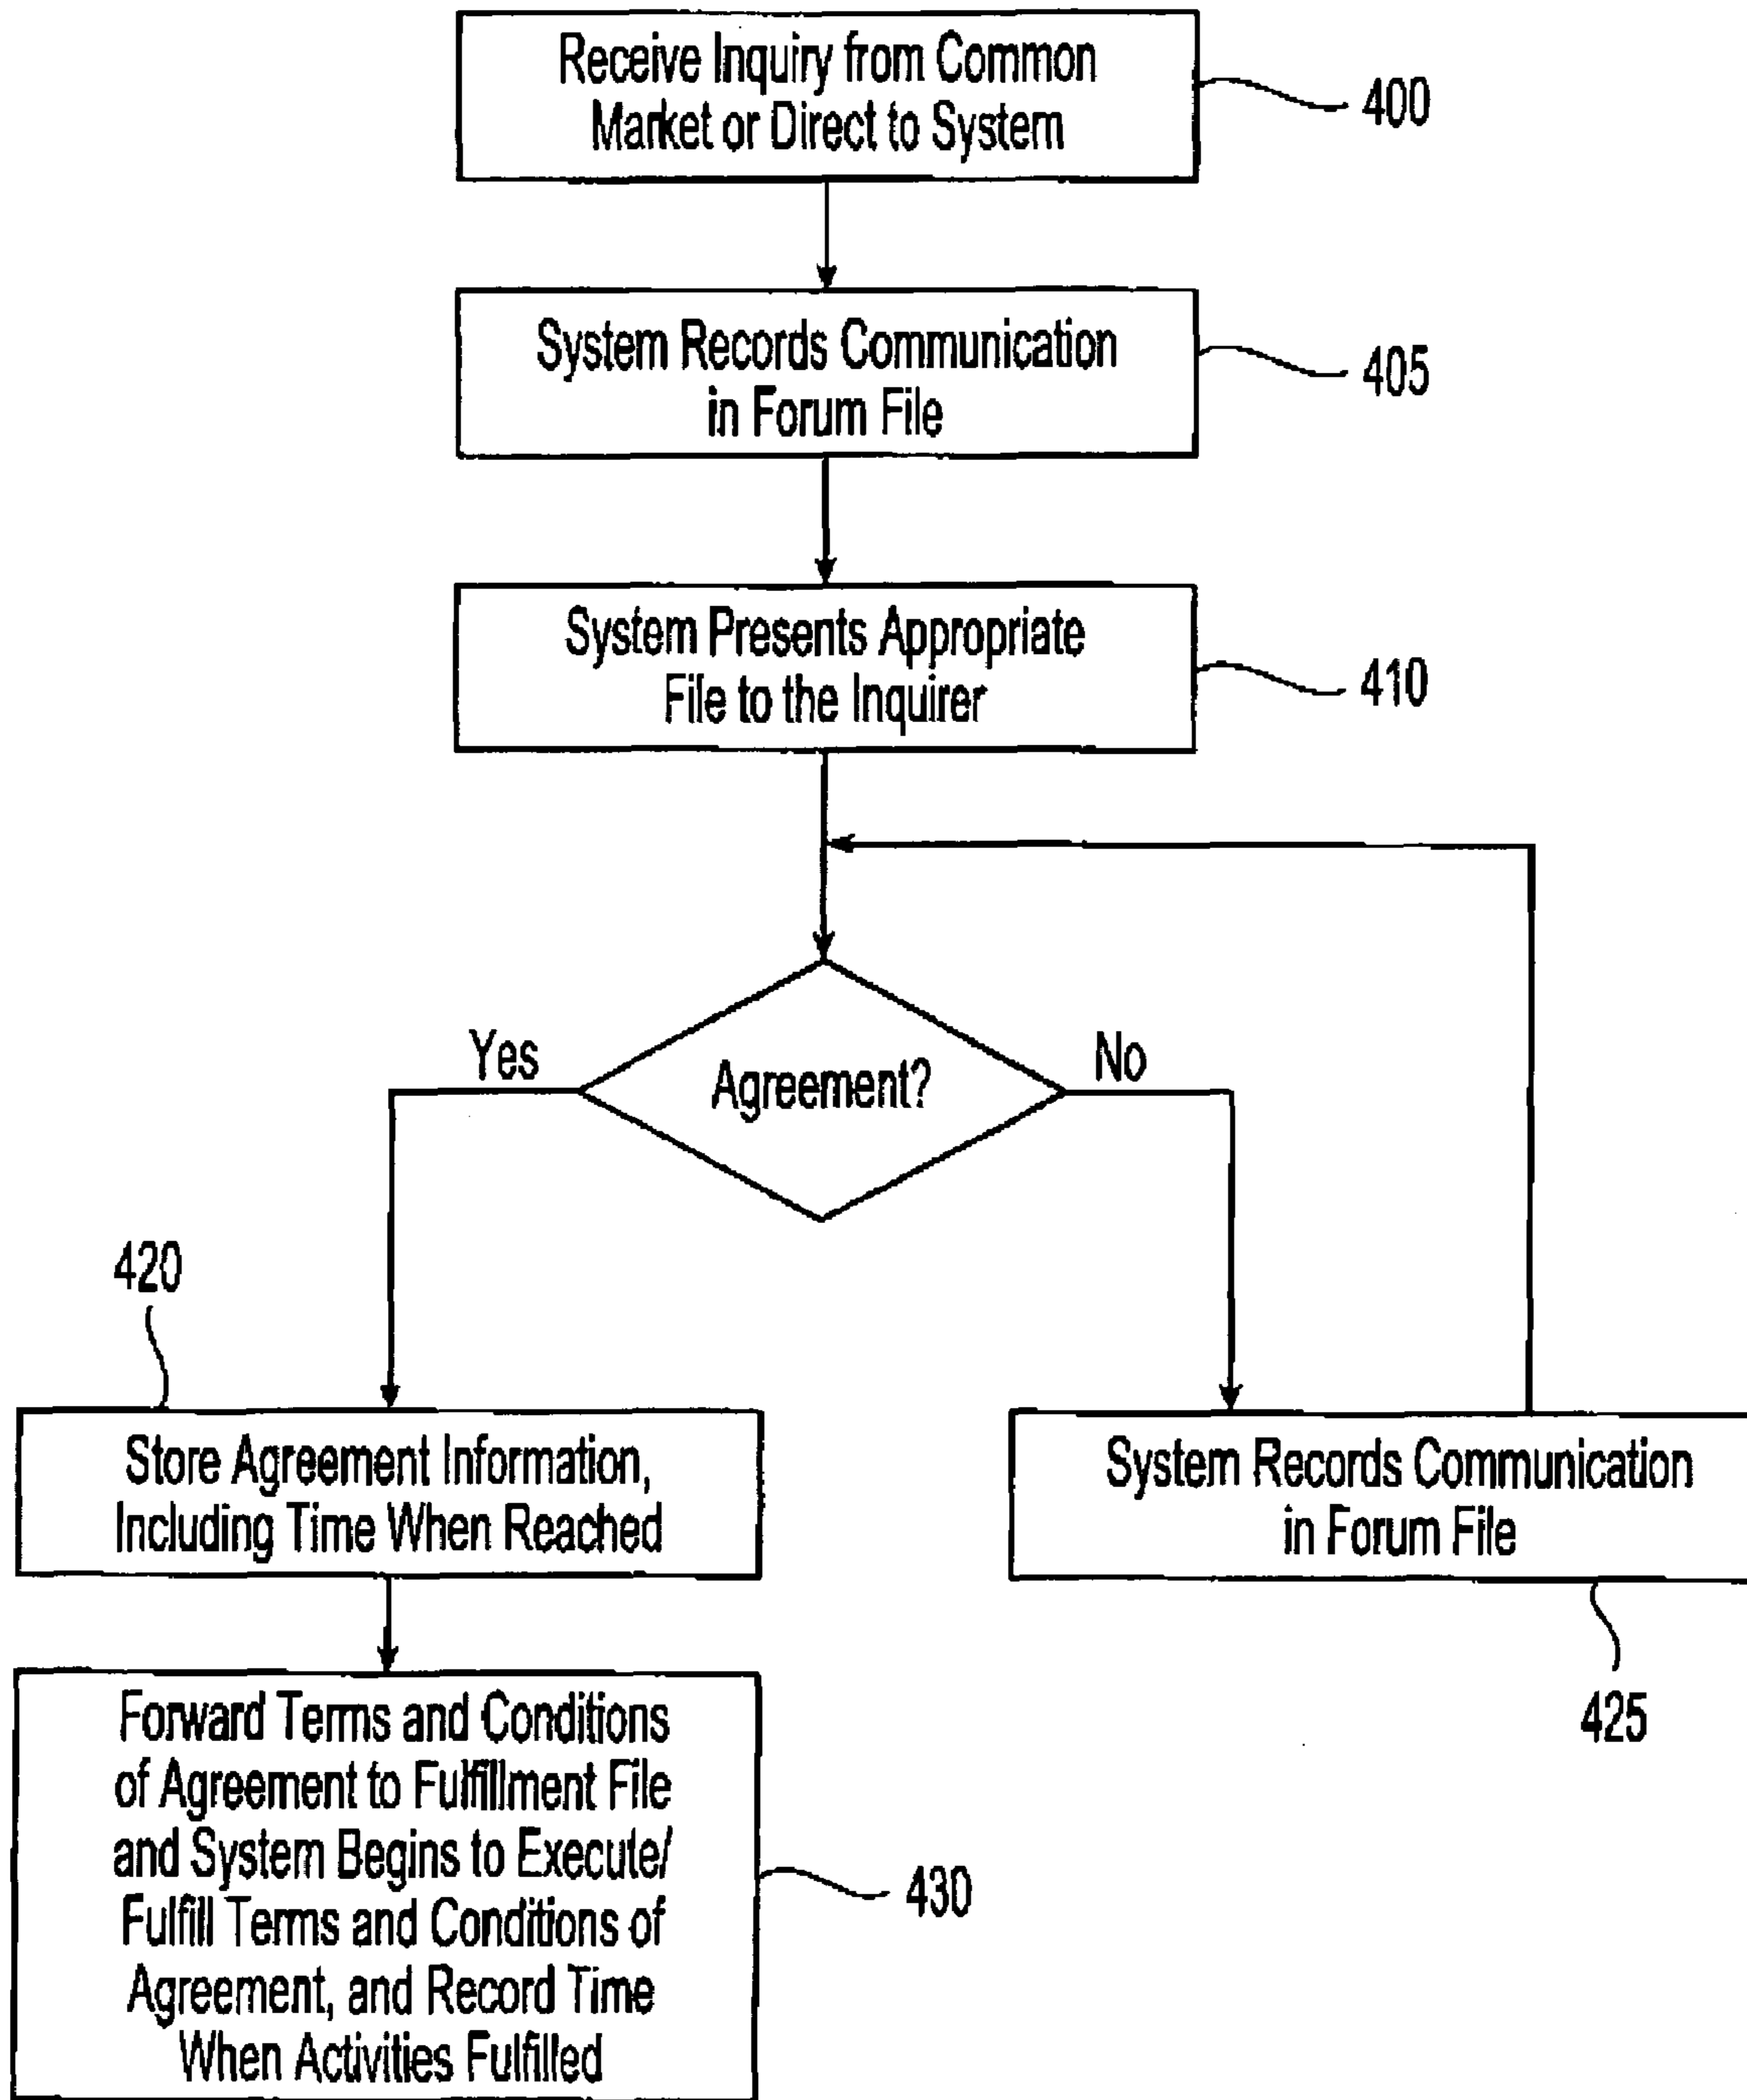 Receive Inquiry from Common
Market or Direct to System
400
System Records Communication
in Forum File
405
System Presents Appropriate
File to the Inquirer
410
Agreement?
Yes
No
420
Store Agreement Information,
Including Time When Reached
System Records Communication
in Forum File
425
Forward Terms and Conditions
of Agreement to Fulfillment File
and System Begins to Execute/
Fulfill Terms and Conditions of
Agreement, and Record Time
When Activities Fulfilled
430